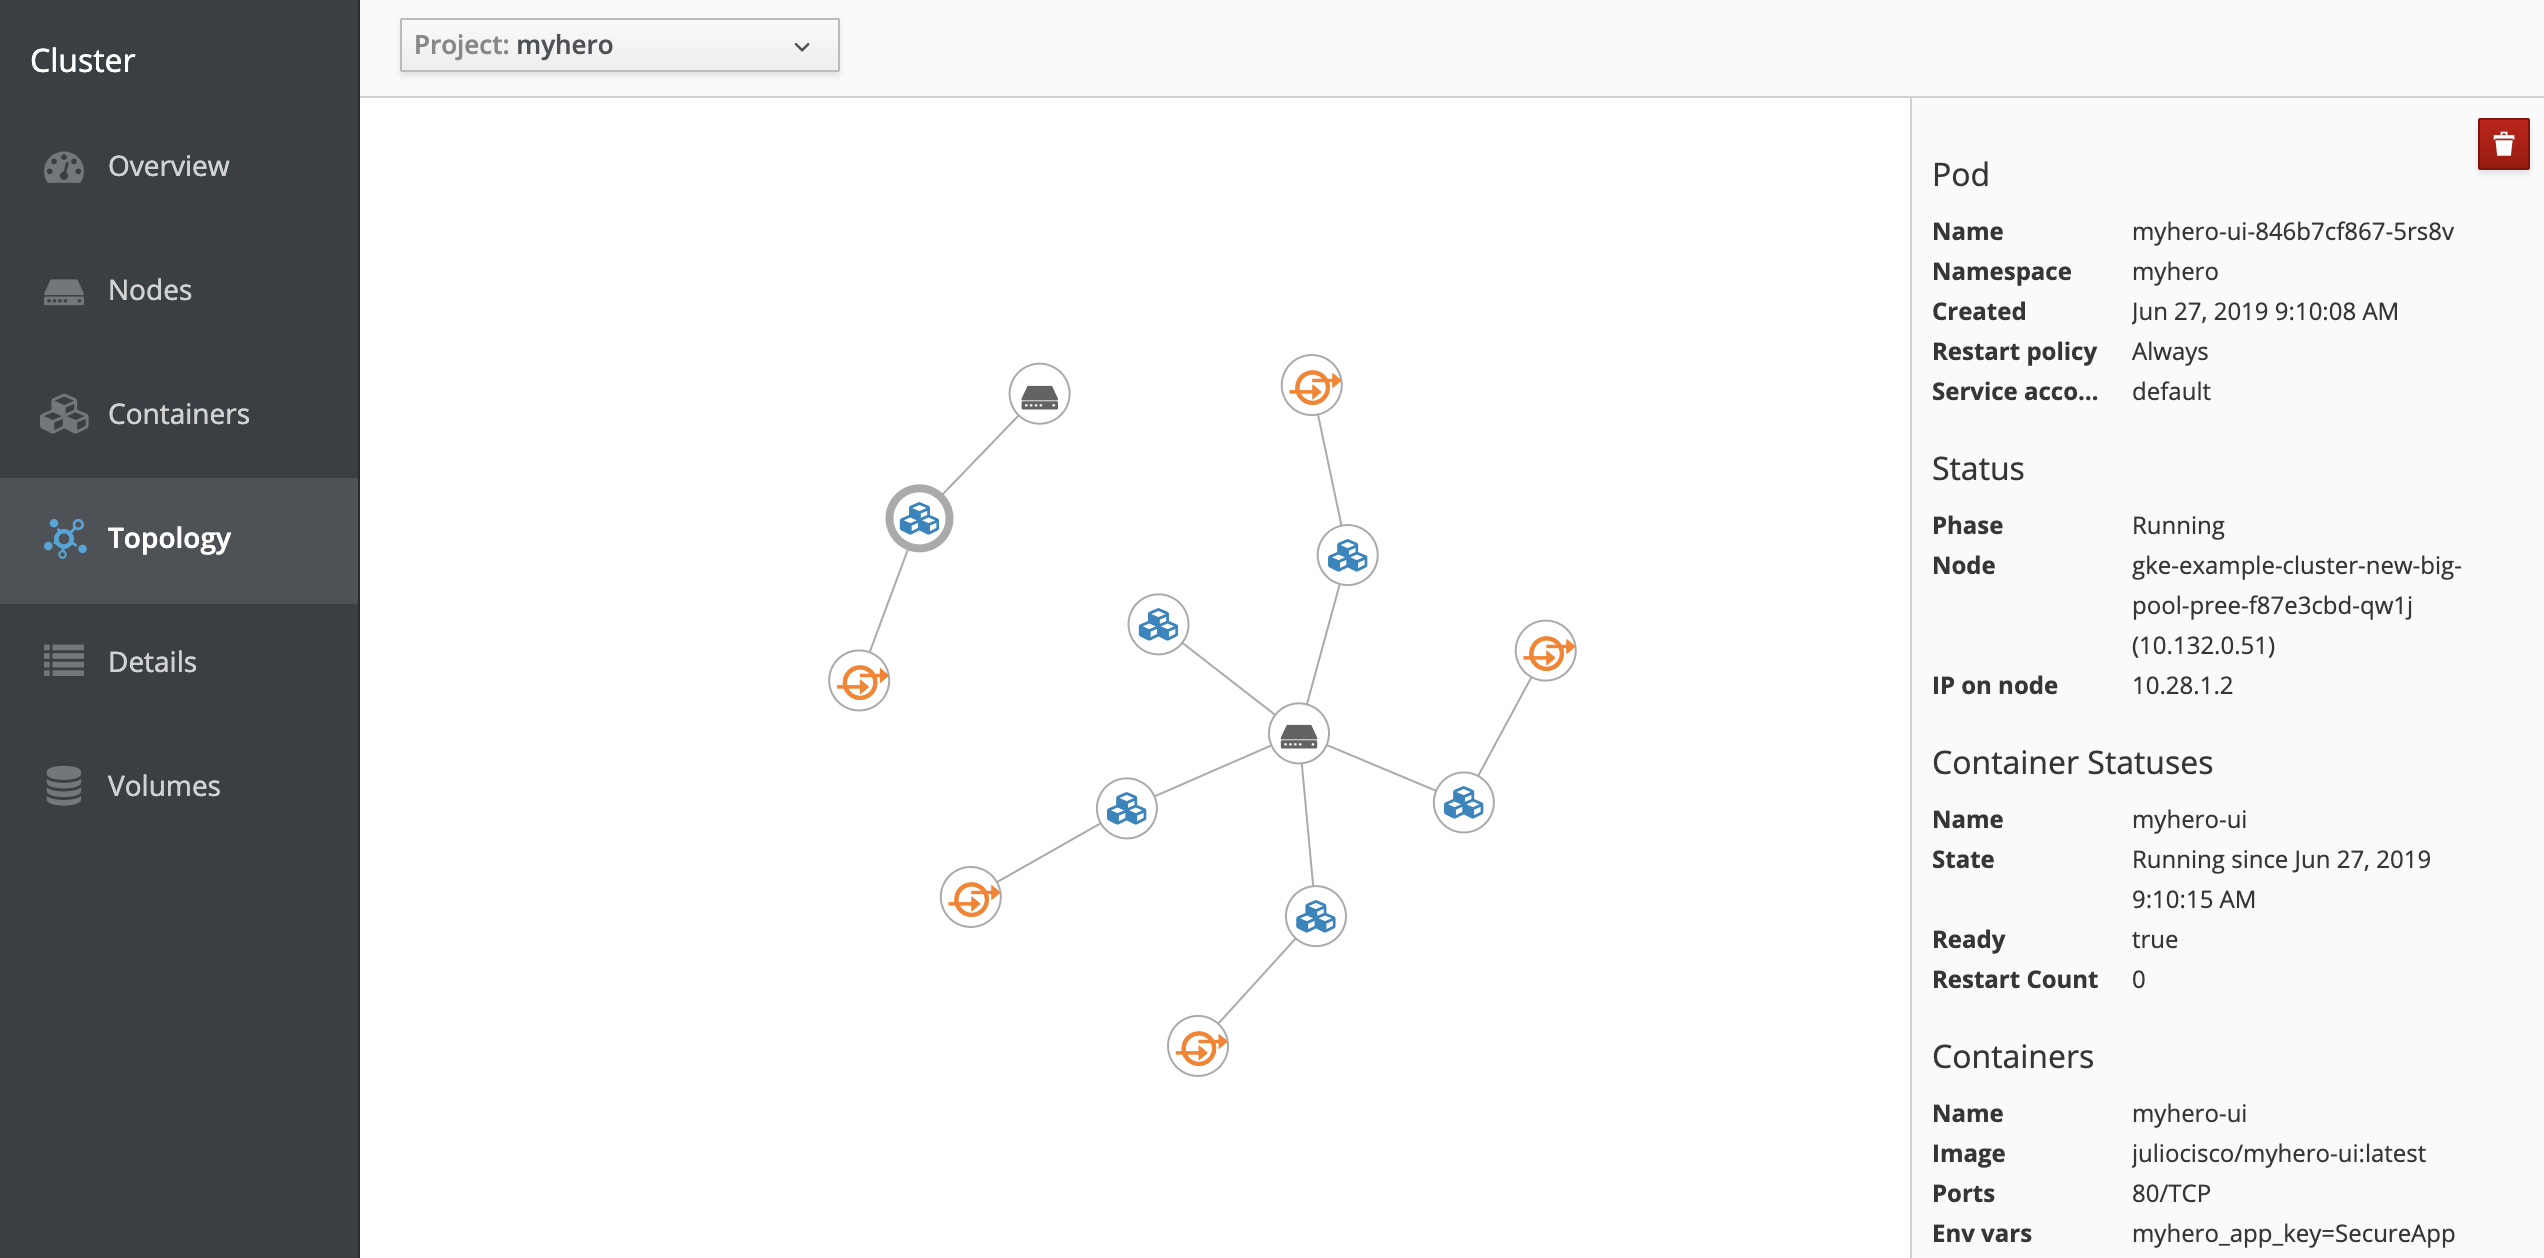 Cluster
Overview
Nodes
Containers
Topology
Details
Volumes
Project: myhero
Pod
Name myhero-ui-846b7cf867-5rs8v
Namespace myhero
Created Jun 27, 2019 9:10:08 AM
Restart policy Always
Service acco... default
Status
Phase Running
Node gke-example-cluster-new-big-
pool-pree-f87e3cbd-qw1j
(10.132.0.51)
IP on node 10.28.1.2
Container Statuses
Name myhero-ui
State Running since Jun 27, 2019
9:10:15 AM
Ready true
Restart Count 0
Containers
Name myhero-ui
Image juliocisco/myhero-ui:latest
Ports 80/TCP
Env vars myhero_app_key=SecureApp